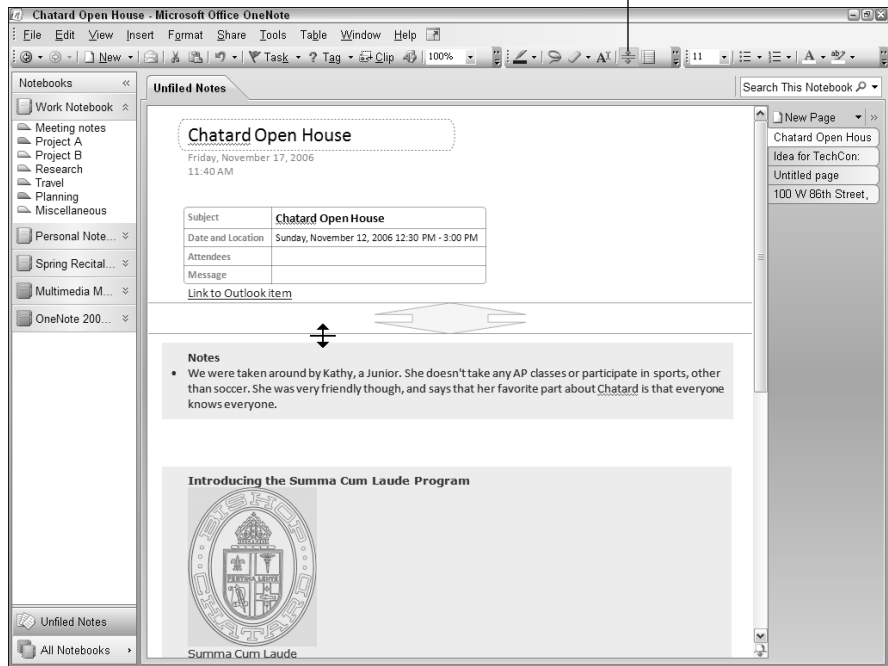 Chatard Open House - Microsoft Office OneNote
File Edit View Insert Format Share Tools Table Window Help
New Task ? Tag Clip 100% 11
Notebooks
Unfiled Notes
Search This Notebook
Work Notebook
Meeting notes
Project A
Project B
Research
Travel
Planning
Miscellaneous
Personal Note...
Spring Recital...
Multimedia M...
OneNote 200...
Unfiled Notes
All Notebooks
Chatard Open House
Friday, November 17, 2006
11:40 AM
Subject Chatard Open House
Date and Location Sunday, November 12, 2006 12:30 PM - 3:00 PM
Attendees
Message
Link to Outlook item
Notes
• We were taken around by Kathy, a Junior. She doesn't take any AP classes or participate in sports, other
than soccer. She was very friendly though, and says that her favorite part about Chatard is that everyone
knows everyone.
Introducing the Summa Cum Laude Program
BISHOP
CHATARD
Summa Cum Laude
New Page
Chatard Open Hous
Idea for TechCon:
Untitled page
100 W 86th Street,